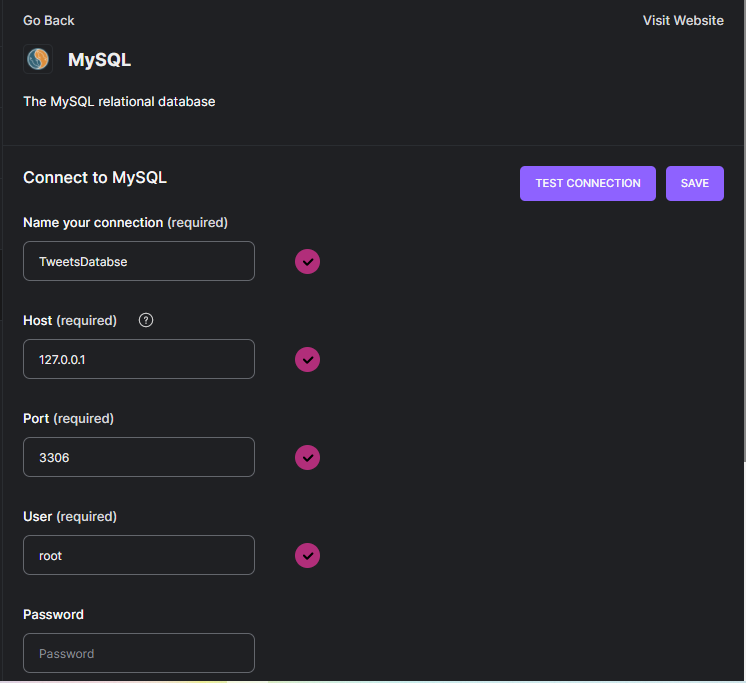 Go Back
Visit Website
MySQL
The MySQL relational database
Connect to MySQL
TEST CONNECTION
SAVE
Name your connection (required)
TweetsDatabse
Host (required) ?
127.0.0.1
Port (required)
3306
User (required)
root
Password
Password